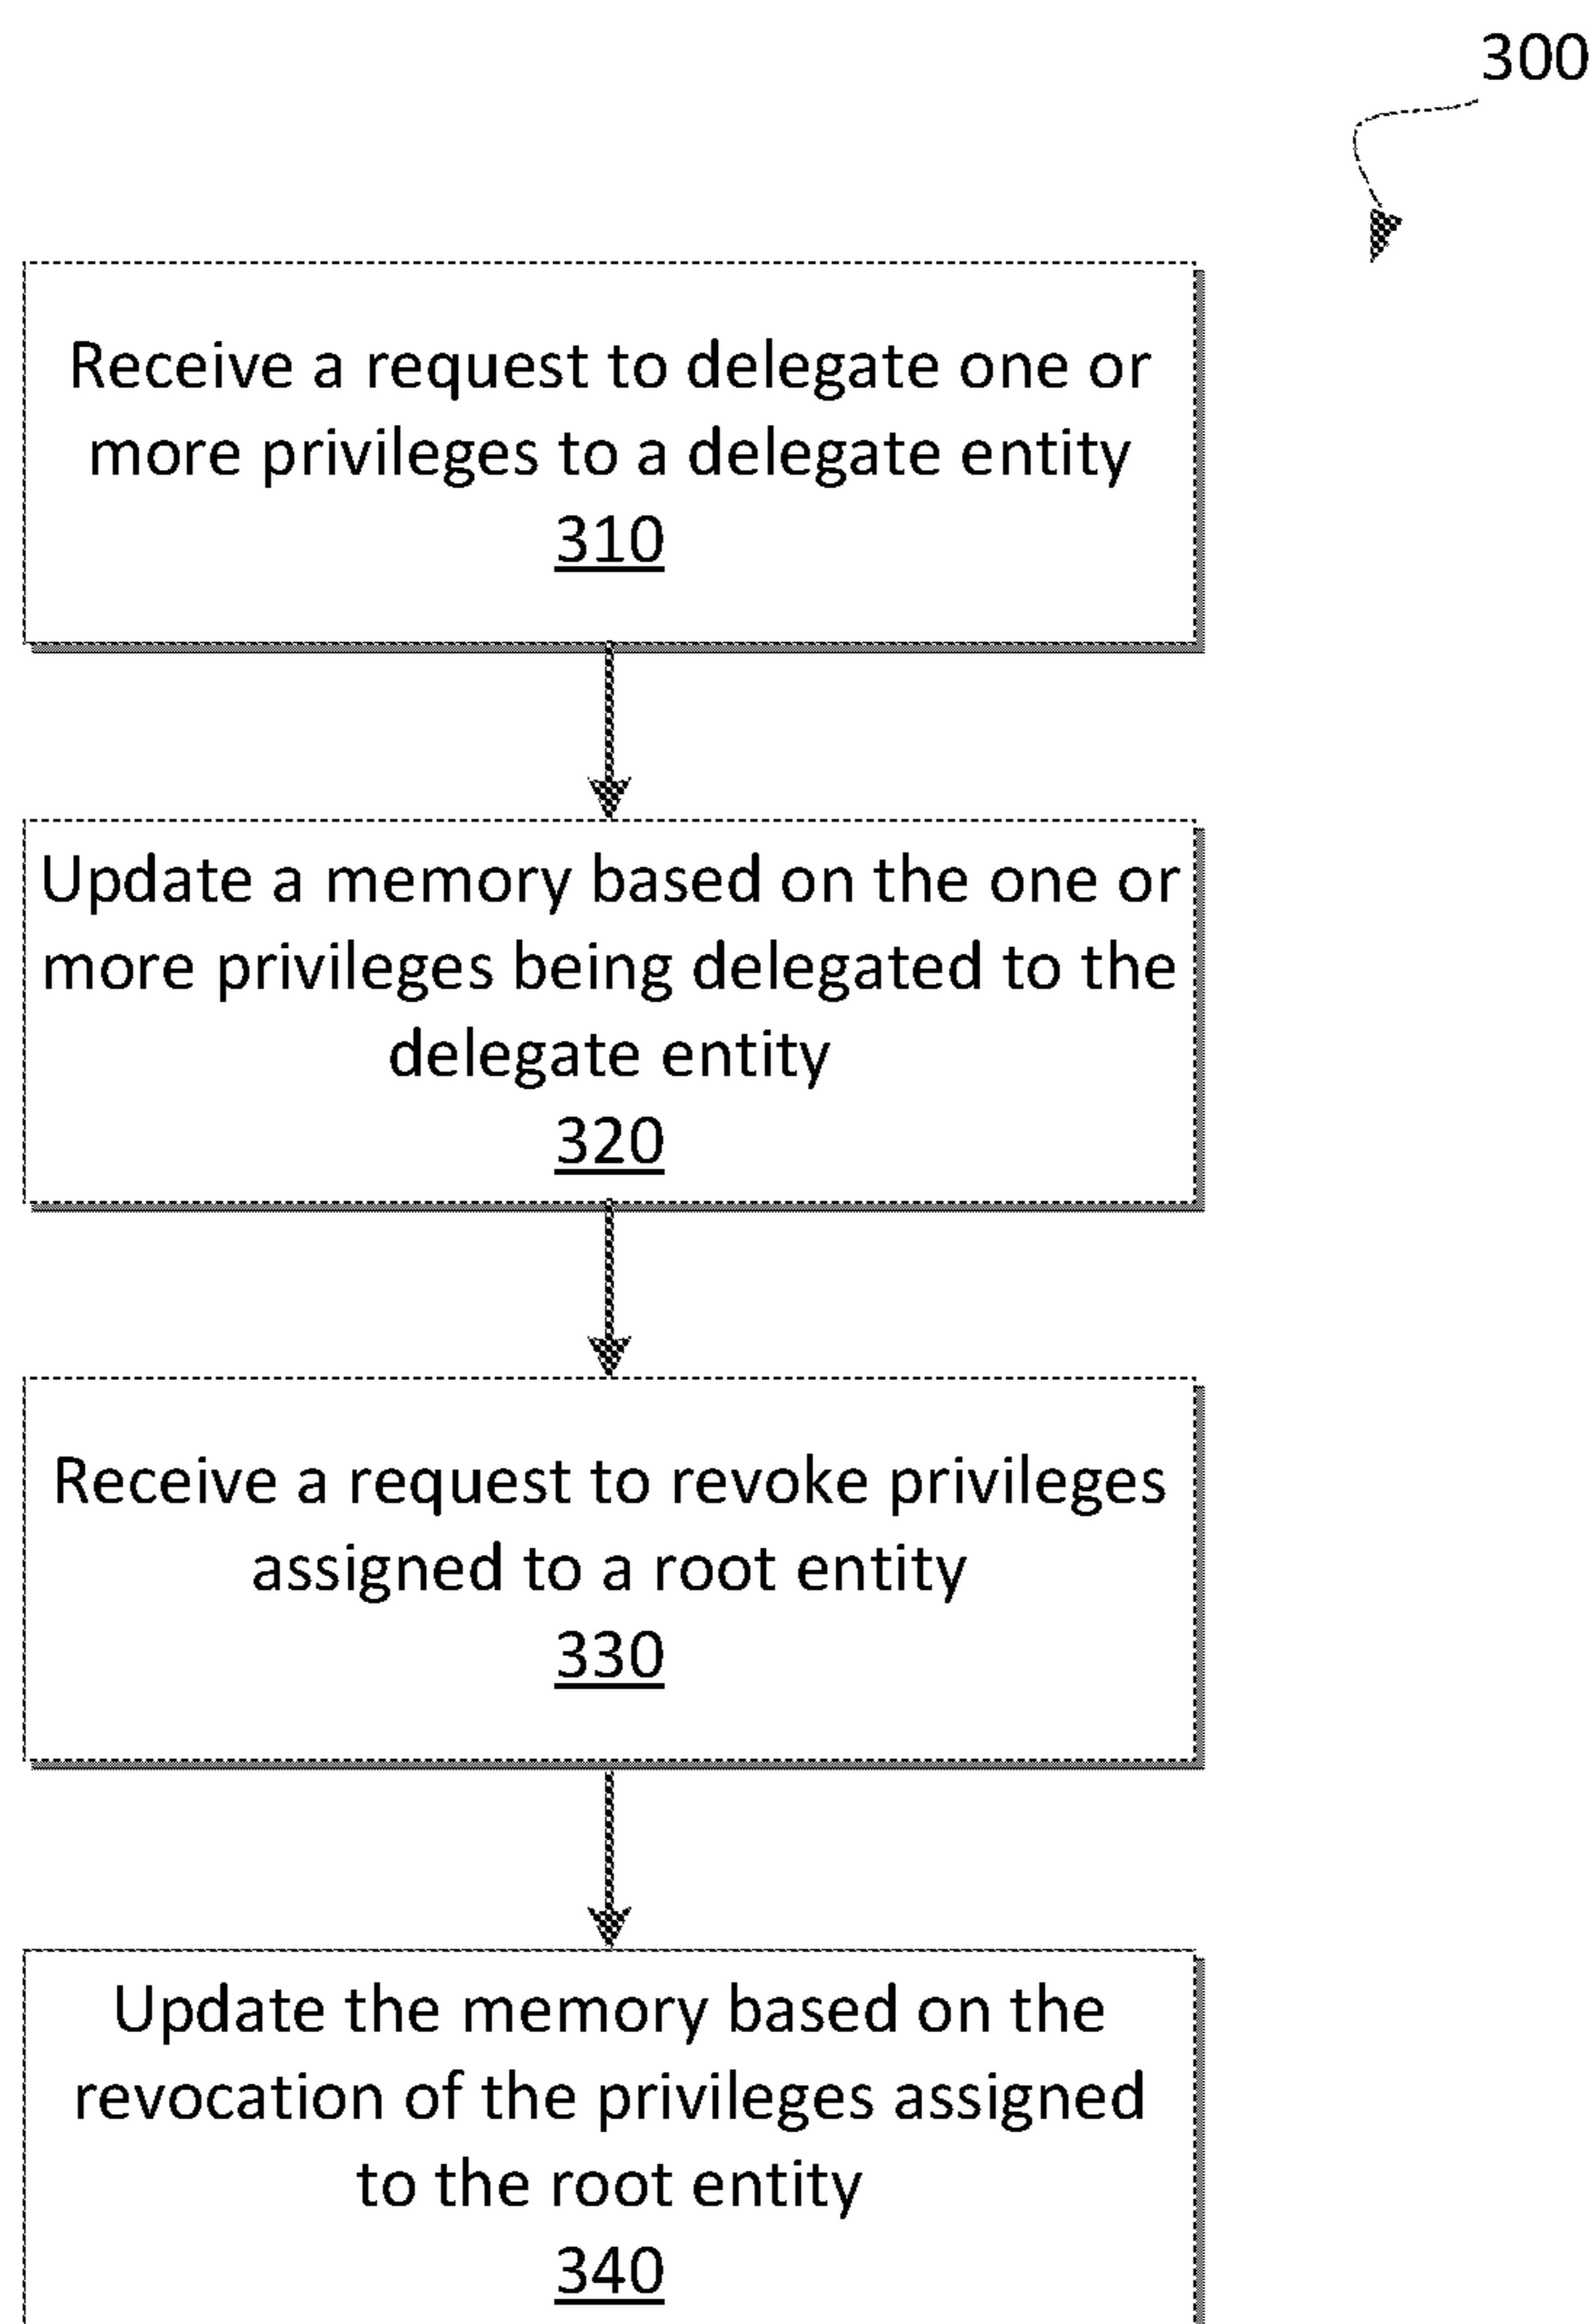 300
Receive a request to delegate one or
more privileges to a delegate entity
310
Update a memory based on the one or
more privileges being delegated to the
delegate entity
320
Receive a request to revoke privileges
assigned to a root entity
330
Update the memory based on the
revocation of the privileges assigned
to the root entity
340